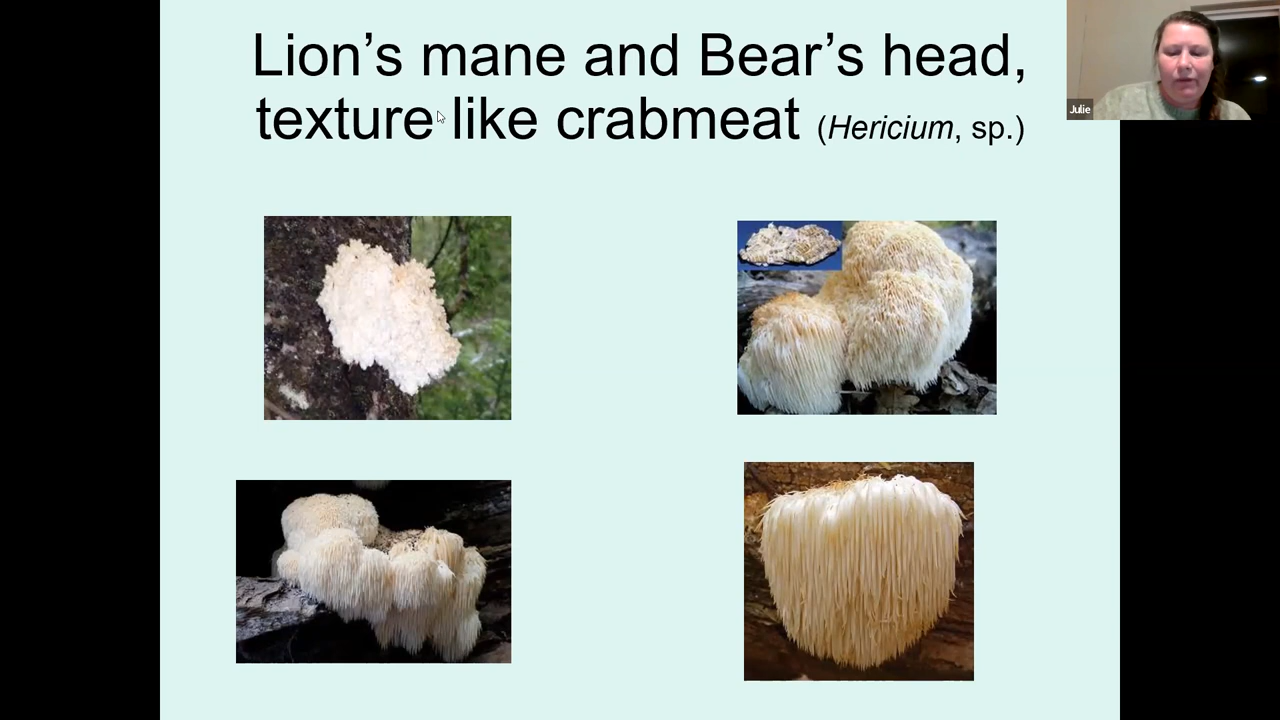 Lion’s mane and Bear’s head,
texture like crabmeat (Hericium, sp.)
Julie